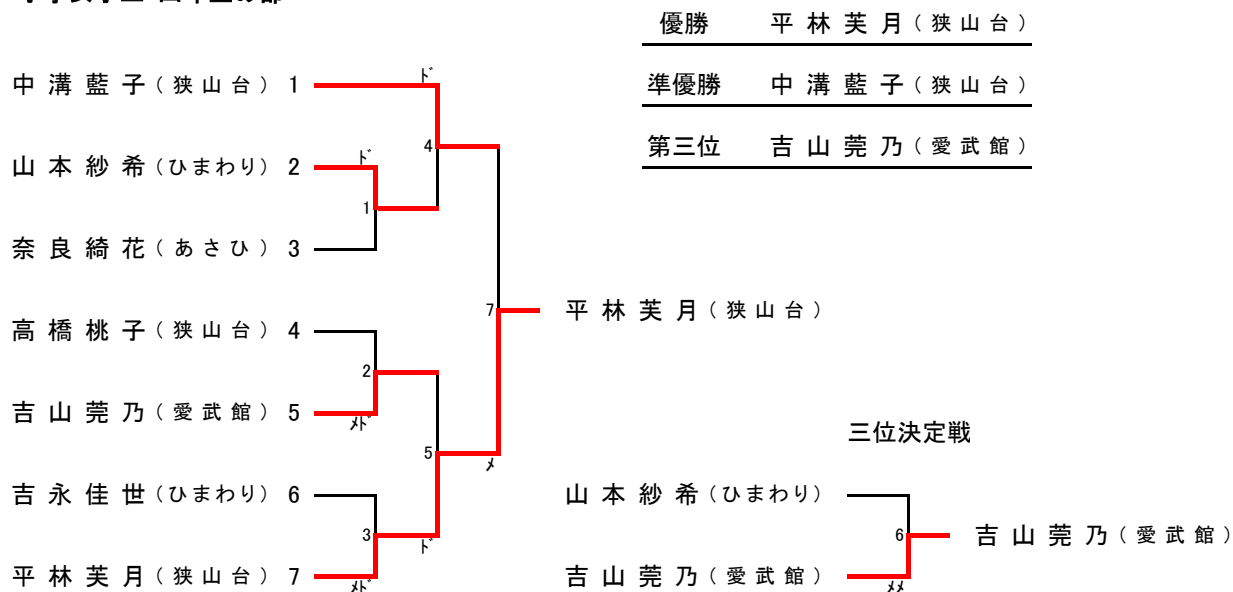 優勝 平林芙月(狭山台)
中溝藍子(狭山台) 1 ド 準優勝 中溝藍子(狭山台)
4 第三位 吉山莞乃(愛武館)
山本紗希(ひまわり) 2 ド
1
奈良綺花(あさひ) 3
7 平林芙月(狭山台)
高橋桃子(狭山台) 4
2
吉山莞乃(愛武館) 5 メド
三位決定戦
5 メ
吉永佳世(ひまわり) 6 山本紗希(ひまわり)
3 ド 6 吉山莞乃(愛武館)
平林芙月(狭山台) 7 メド 吉山莞乃(愛武館) メメ